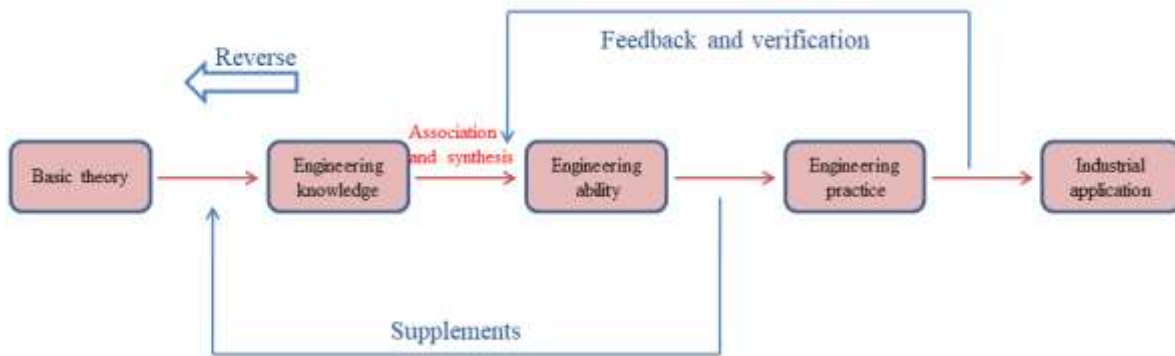 Feedback and verification
Reverse
Association
and synthesis
Basic theory
Engineering
knowledge
Engineering
ability
Engineering
practice
Industrial
application
Supplements